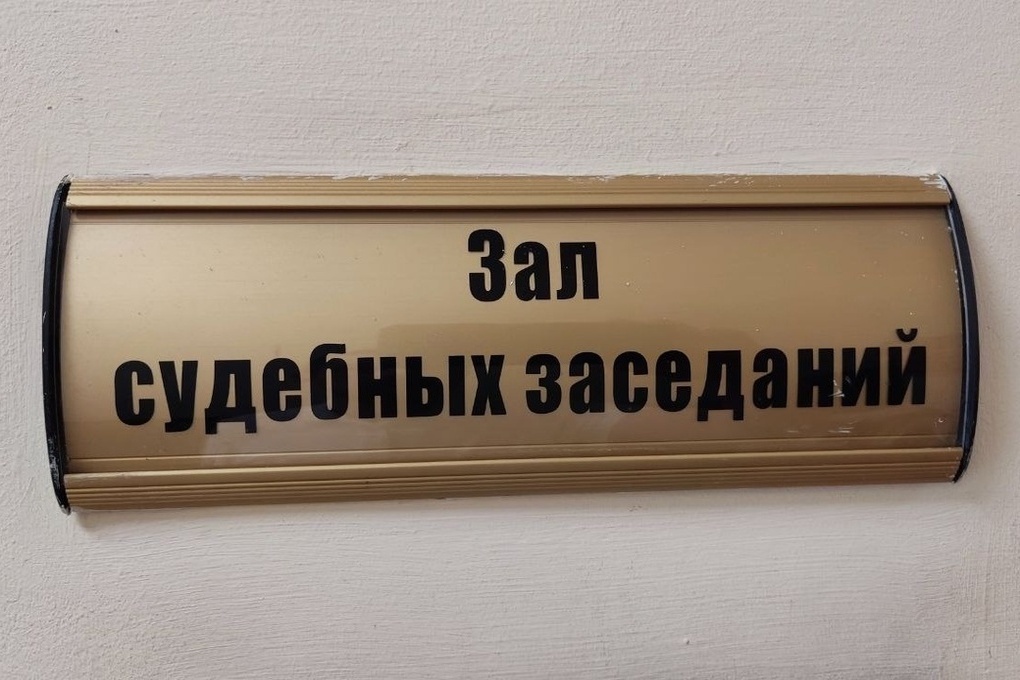 Зал
судебных заседаний